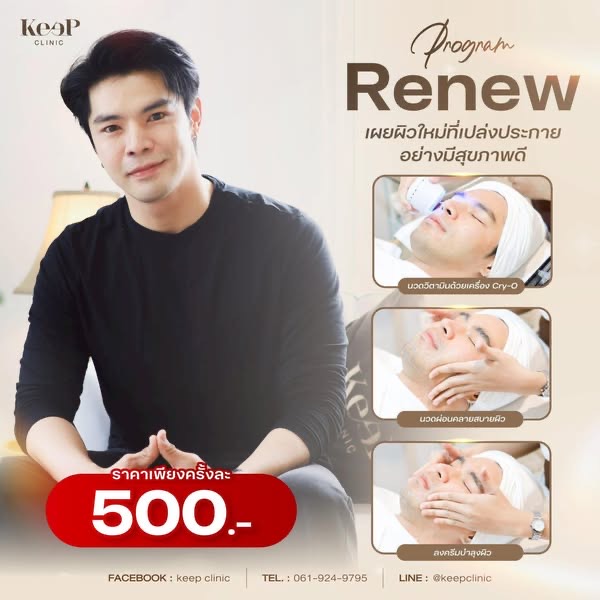 KeeP
CLINIC
Program
Renew
เผยผิวใหม่ที่เปล่งประกาย
อย่างมีสุขภาพดี
นวดวิตามินด้วยเครื่อง Cry-O
นวดผ่อนคลายสบายผิว
ลงครีมบำลุงผิว
KeeP
CLINIC
ราคาเพียงครั้งละ
500.-
FACEBOOK : keep clinic | TEL. : 061-924-9795 | LINE : @keepclinic